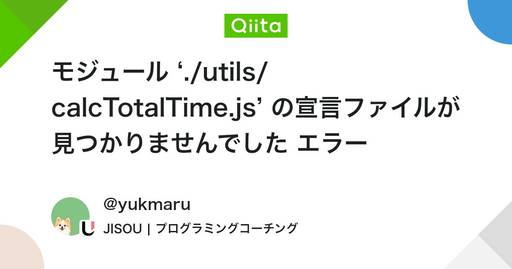 Qiita
モジュール ‘./utils/
calcTotalTime.js’ の宣言ファイルが
見つかりませんでした エラー
@yukmaru
JISOU | プログラミングコーチング